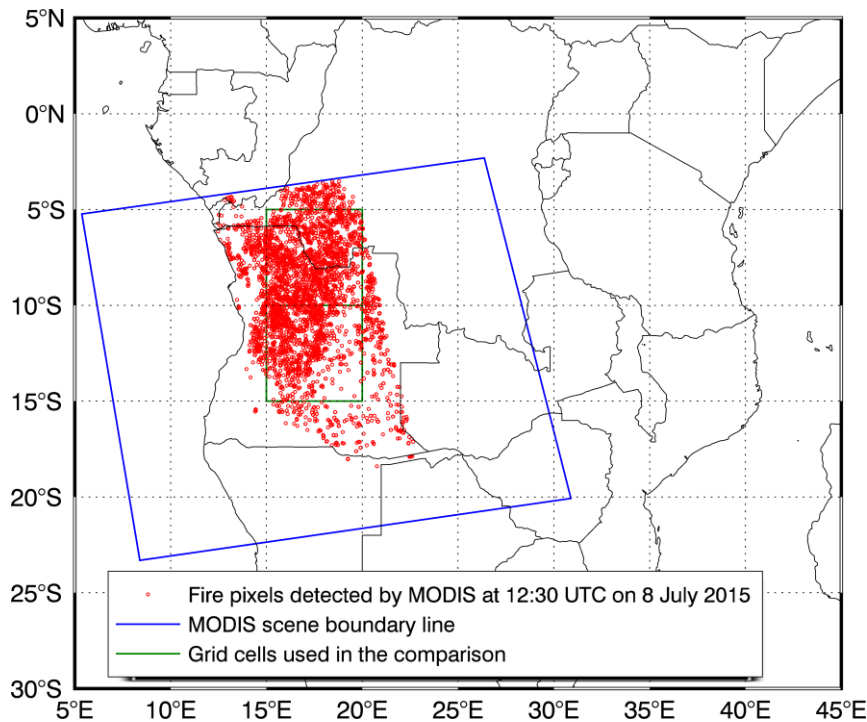 5°N
0°N
5°S
10°S
15°S
20°S
25°S
30°S
Fire pixels detected by MODIS at 12:30 UTC on 8 July 2015
MODIS scene boundary line
Grid cells used in the comparison
5°E 10°E 15°E 20°E 25°E 30°E 35°E 40°E 45°E